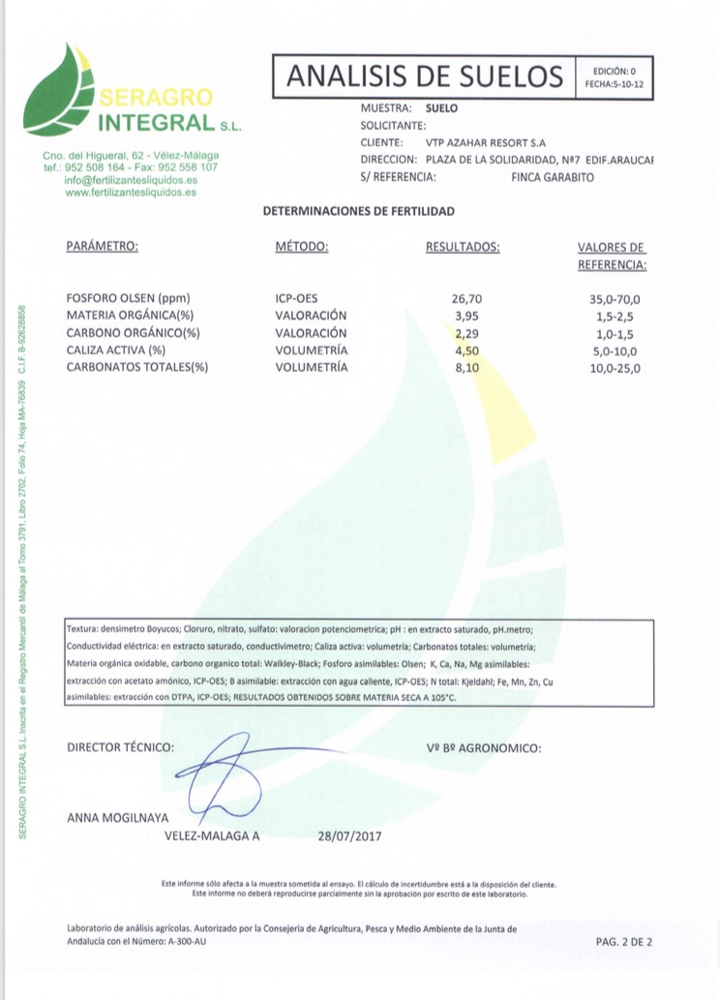 SERAGRO
INTEGRAL S.L.
Cno. del Higueral, 62 - Vélez-Málaga
tef.: 952 508 164 - Fax: 952 558 107
info@fertilizantesliquidos.es
www.fertilizantesliquidos.es
ANALISIS DE SUELOS
EDICIÓN: 0
FECHA:5-10-12
MUESTRA: SUELO
SOLICITANTE:
CLIENTE: VTP AZAHAR RESORT S.A
DIRECCION: PLAZA DE LA SOLIDARIDAD, Nª7 EDIF.ARAUCAR
S/ REFERENCIA: FINCA GARABITO
DETERMINACIONES DE FERTILIDAD
PARÁMETRO: MÉTODO: RESULTADOS: VALORES DE
REFERENCIA:
FOSFORO OLSEN (ppm) ICP-OES 26,70 35,0-70,0
MATERIA ORGÁNICA(%) VALORACIÓN 3,95 1,5-2,5
CARBONO ORGÁNICO(%) VALORACIÓN 2,29 1,0-1,5
CALIZA ACTIVA (%) VOLUMETRÍA 4,50 5,0-10,0
CARBONATOS TOTALES(%) VOLUMETRÍA 8,10 10,0-25,0
SERAGRO INTEGRAL S.L. Inscrita en el Registro Mercantil de Málaga al Tomo 3791, Libro 2702, Folio 74, Hoja MA-76839 C.I.F. B-92628858
Textura: densimetro Boyucos; Cloruro, nitrato, sulfato: valoracion potenciometrica; pH : en extracto saturado, pH.metro;
Conductividad eléctrica: en extracto saturado, conductivimetro; Caliza activa: volumetría; Carbonatos totales: volumetría;
Materia orgánica oxidable, carbono organico total: Walkley-Black; Fosforo asimilables: Olsen; K, Ca, Na, Mg asimilables:
extracción con acetato amónico, ICP-OES; B asimilable: extracción con agua caliente, ICP-OES; N total: Kjeldahl; Fe, Mn, Zn, Cu
asimilables: extracción con DTPA, ICP-OES; RESULTADOS OBTENIDOS SOBRE MATERIA SECA A 105°C.
DIRECTOR TÉCNICO: Vº Bº AGRONOMICO:
ANNA MOGILNAYA
VELEZ-MALAGA A 28/07/2017
Este informe sólo afecta a la muestra sometida al ensayo. El cálculo de incertidumbre está a la disposición del cliente.
Este informe no deberá reproducirse parcialmente sin la aprobación por escrito de este laboratorio.
Laboratorio de análisis agrícolas. Autorizado por la Consejeria de Agricultura, Pesca y Medio Ambiente de la Junta de
Andalucía con el Número: A-300-AU
PAG. 2 DE 2